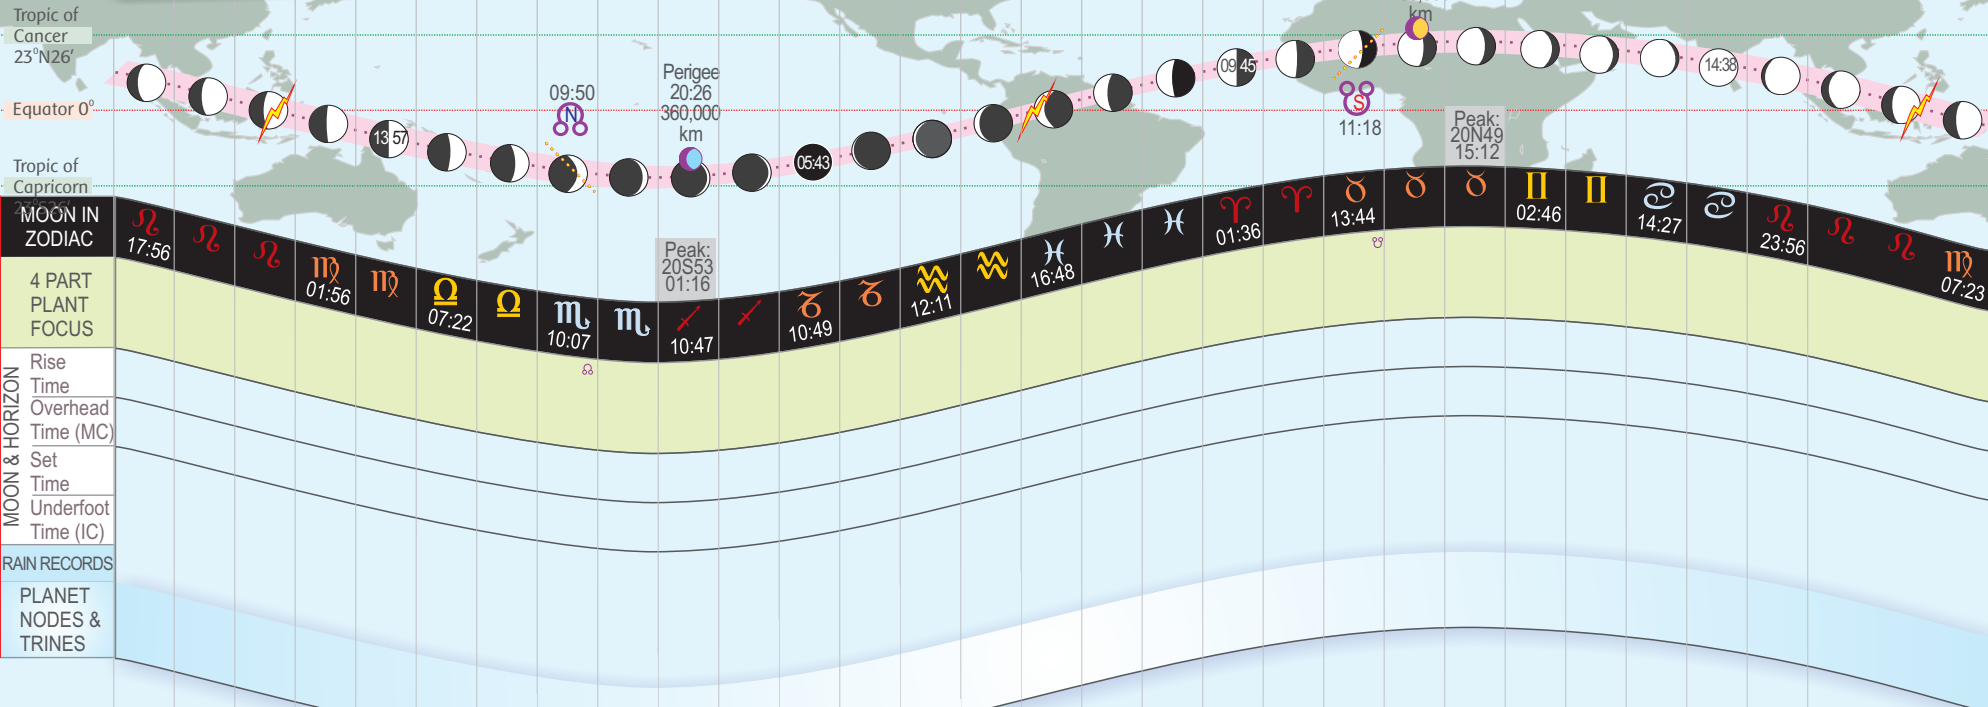 Tropic of
Cancer
23⁰N26'
Equator 0⁰
Tropic of
Capricorn
23⁰S26'
km
09:45
14:38
09:50
N
Perigee
20:26
360,000
km
13:57
05:43
S
11:18
Peak:
20N49
15:12
Peak:
20S53
01:16
MOON IN
ZODIAC
♌ ♌ ♌ ♍ ♍ ♎ ♎ ♏ ♏ ♐ ♐ ♑ ♑ ♒ ♒ ♓ ♓ ♓ ♈ ♈ ♉ ♉ ♉ ♊ ♊ ♋ ♋ ♌ ♌ ♌ ♍
17:56
01:56
07:22
10:07
10:47
10:49
12:11
16:48
01:36
13:44
02:46
14:27
23:56
07:23
☊
☋
4 PART
PLANT
FOCUS
MOON & HORIZON
Rise
Time
Overhead
Time (MC)
Set
Time
Underfoot
Time (IC)
RAIN RECORDS
PLANET
NODES &
TRINES